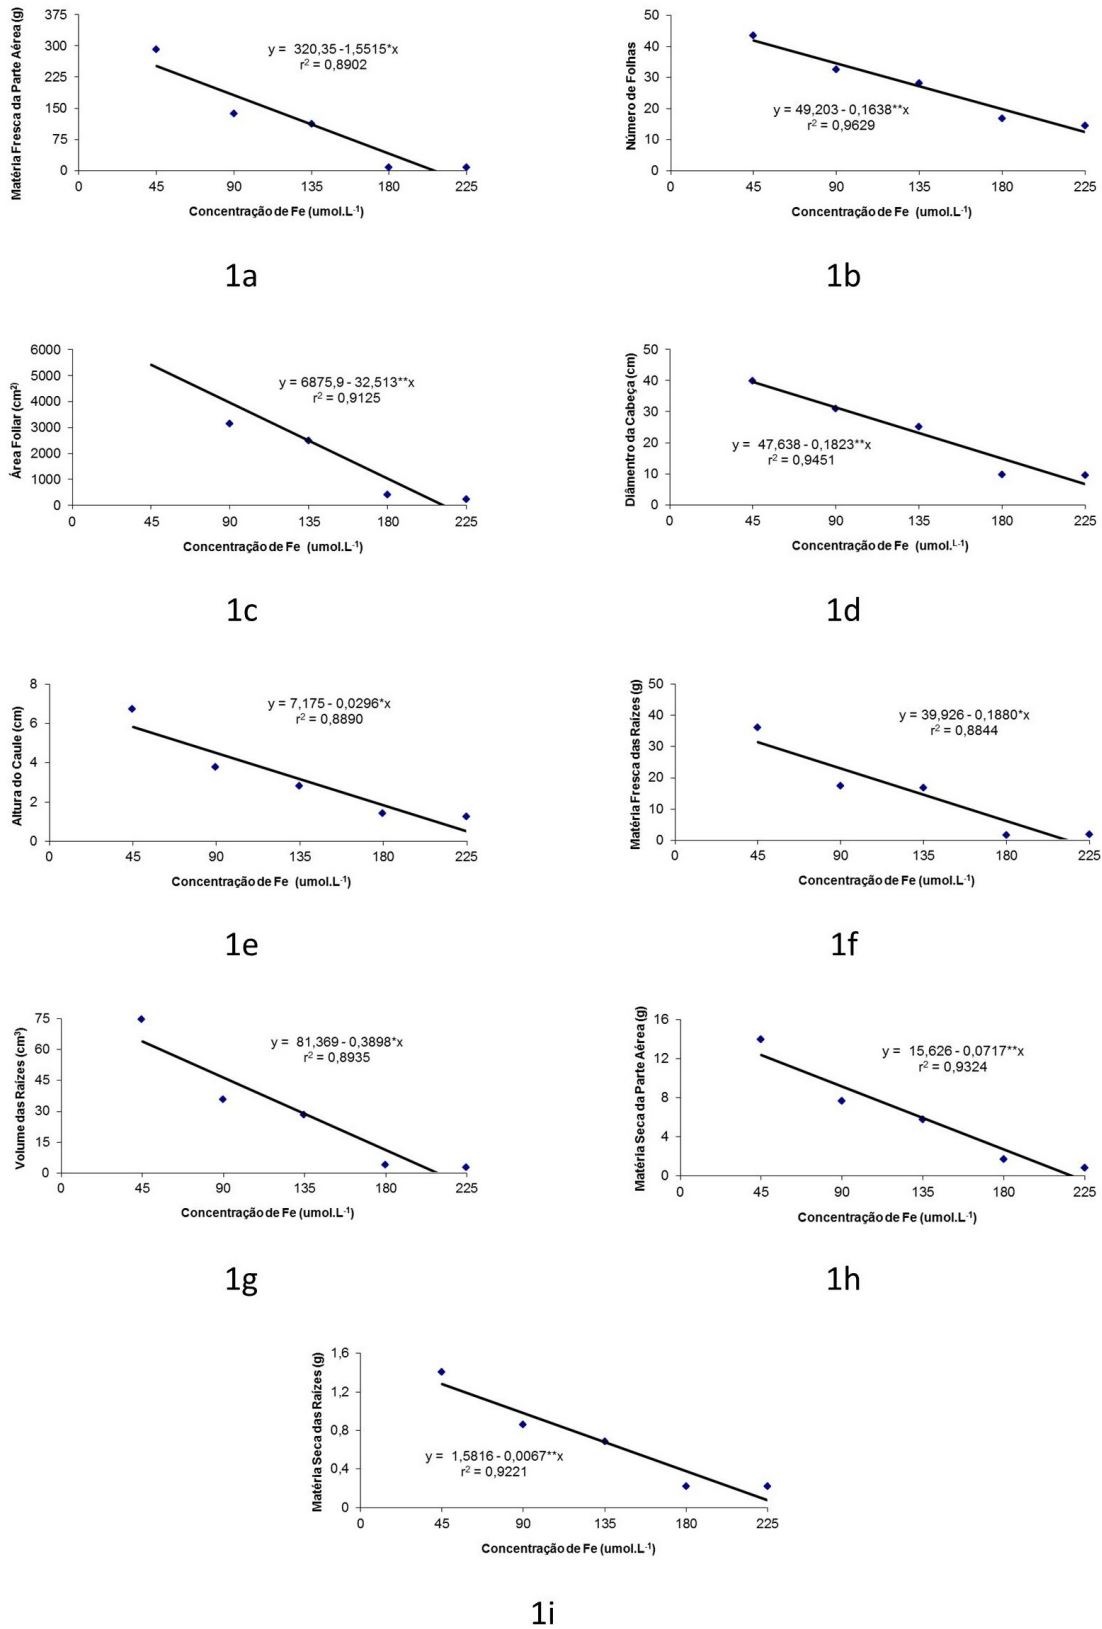 Matéria Fresca da Parte Aérea (g)
375
300
225
150
75
0
y = 320,35 -1,5515*x
r² = 0,8902
0 45 90 135 180 225
Concentração de Fe (umol.L⁻¹)
1a
Número de Folhas
50
40
30
20
10
0
y = 49,203 - 0,1638**x
r² = 0,9629
0 45 90 135 180 225
Concentração de Fe (umol.L⁻¹)
1b
Área Foliar (cm²)
6000
5000
4000
3000
2000
1000
0
y = 6875,9 - 32,513**x
r² = 0,9125
0 45 90 135 180 225
Concentração de Fe (umol.L⁻¹)
1c
Diâmentro da Cabeça (cm)
50
40
30
20
10
0
y = 47,638 - 0,1823**x
r² = 0,9451
0 45 90 135 180 225
Concentração de Fe (umol.ᴸ⁻¹)
1d
Altura do Caule (cm)
8
6
4
2
0
y = 7,175 - 0,0296*x
r² = 0,8890
0 45 90 135 180 225
Concentração de Fe (umol.L⁻¹)
1e
Matéria Fresca das Raízes (g)
50
40
30
20
10
0
y = 39,926 - 0,1880*x
r² = 0,8844
0 45 90 135 180 225
Concentração de Fe (umol.L⁻¹)
1f
Volume das Raízes (cm³)
75
60
45
30
15
0
y = 81,369 - 0,3898*x
r² = 0,8935
0 45 90 135 180 225
Concentração de Fe (umol.L⁻¹)
1g
Matéria Seca da Parte Aérea (g)
16
12
8
4
0
y = 15,626 - 0,0717**x
r² = 0,9324
0 45 90 135 180 225
Concentração de Fe (umol.L⁻¹)
1h
Matéria Seca das Raízes (g)
1,6
1,2
0,8
0,4
0
y = 1,5816 - 0,0067**x
r² = 0,9221
0 45 90 135 180 225
Concentração de Fe (umol.L⁻¹)
1i